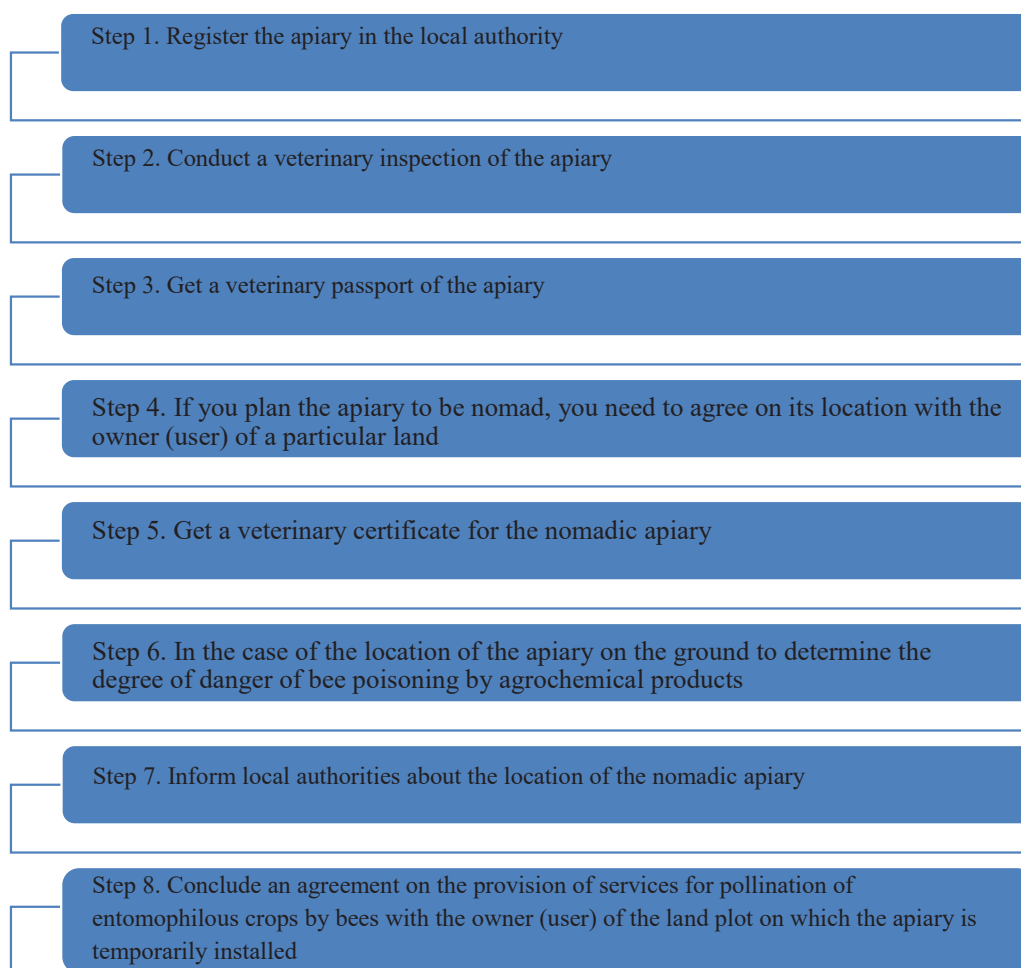 Step 1. Register the apiary in the local authority
Step 2. Conduct a veterinary inspection of the apiary
Step 3. Get a veterinary passport of the apiary
Step 4. If you plan the apiary to be nomad, you need to agree on its location with the
owner (user) of a particular land
Step 5. Get a veterinary certificate for the nomadic apiary
Step 6. In the case of the location of the apiary on the ground to determine the
degree of danger of bee poisoning by agrochemical products
Step 7. Inform local authorities about the location of the nomadic apiary
Step 8. Conclude an agreement on the provision of services for pollination of
entomophilous crops by bees with the owner (user) of the land plot on which the apiary is
temporarily installed